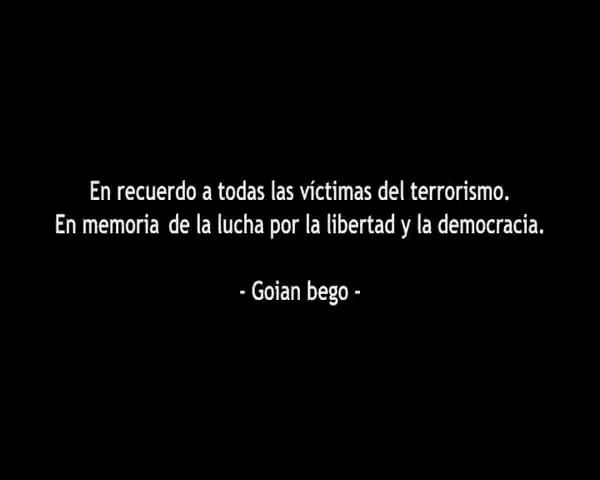 En recuerdo a todas las víctimas del terrorismo.
En memoria de la lucha por la libertad y la democracia.
- Goian bego -